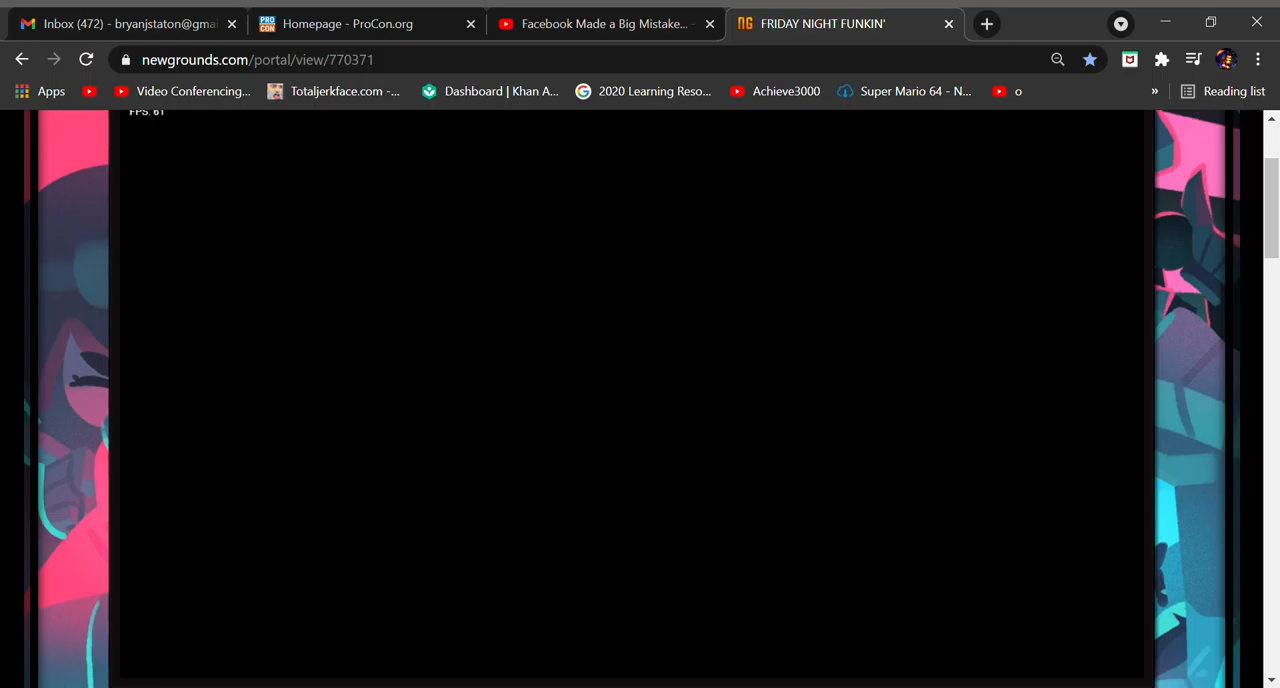 Inbox (472) - bryanjstaton@gmai
Homepage - ProCon.org
Facebook Made a Big Mistake... -
FRIDAY NIGHT FUNKIN'
newgrounds.com/portal/view/770371
Apps
Video Conferencing...
Totaljerkface.com -...
Dashboard | Khan A...
2020 Learning Reso...
Achieve3000
Super Mario 64 - N...
o
»
Reading list
FPS: 61